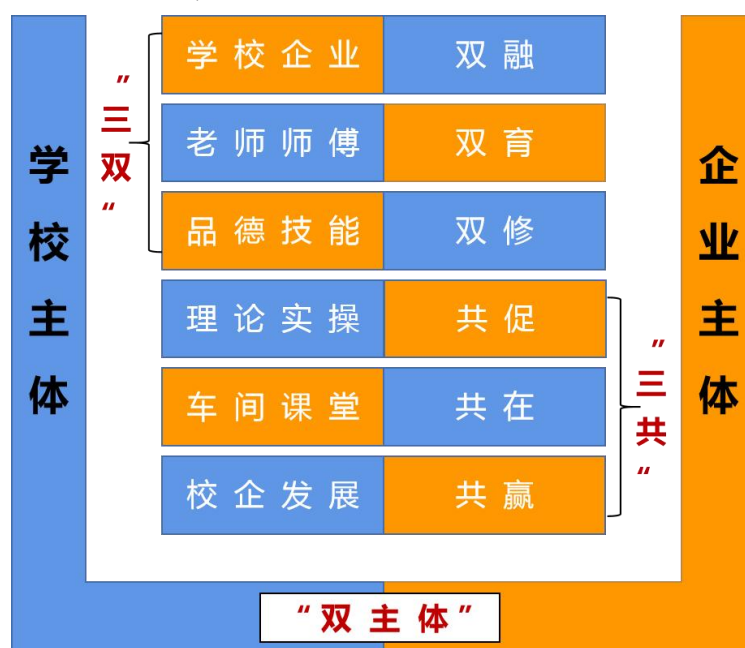 学校主体
“三双“
学校企业 双融
老师师傅 双育
品德技能 双修
理论实操 共促
车间课堂 共在
校企发展 共赢
”三共“
企业主体
“双主体”